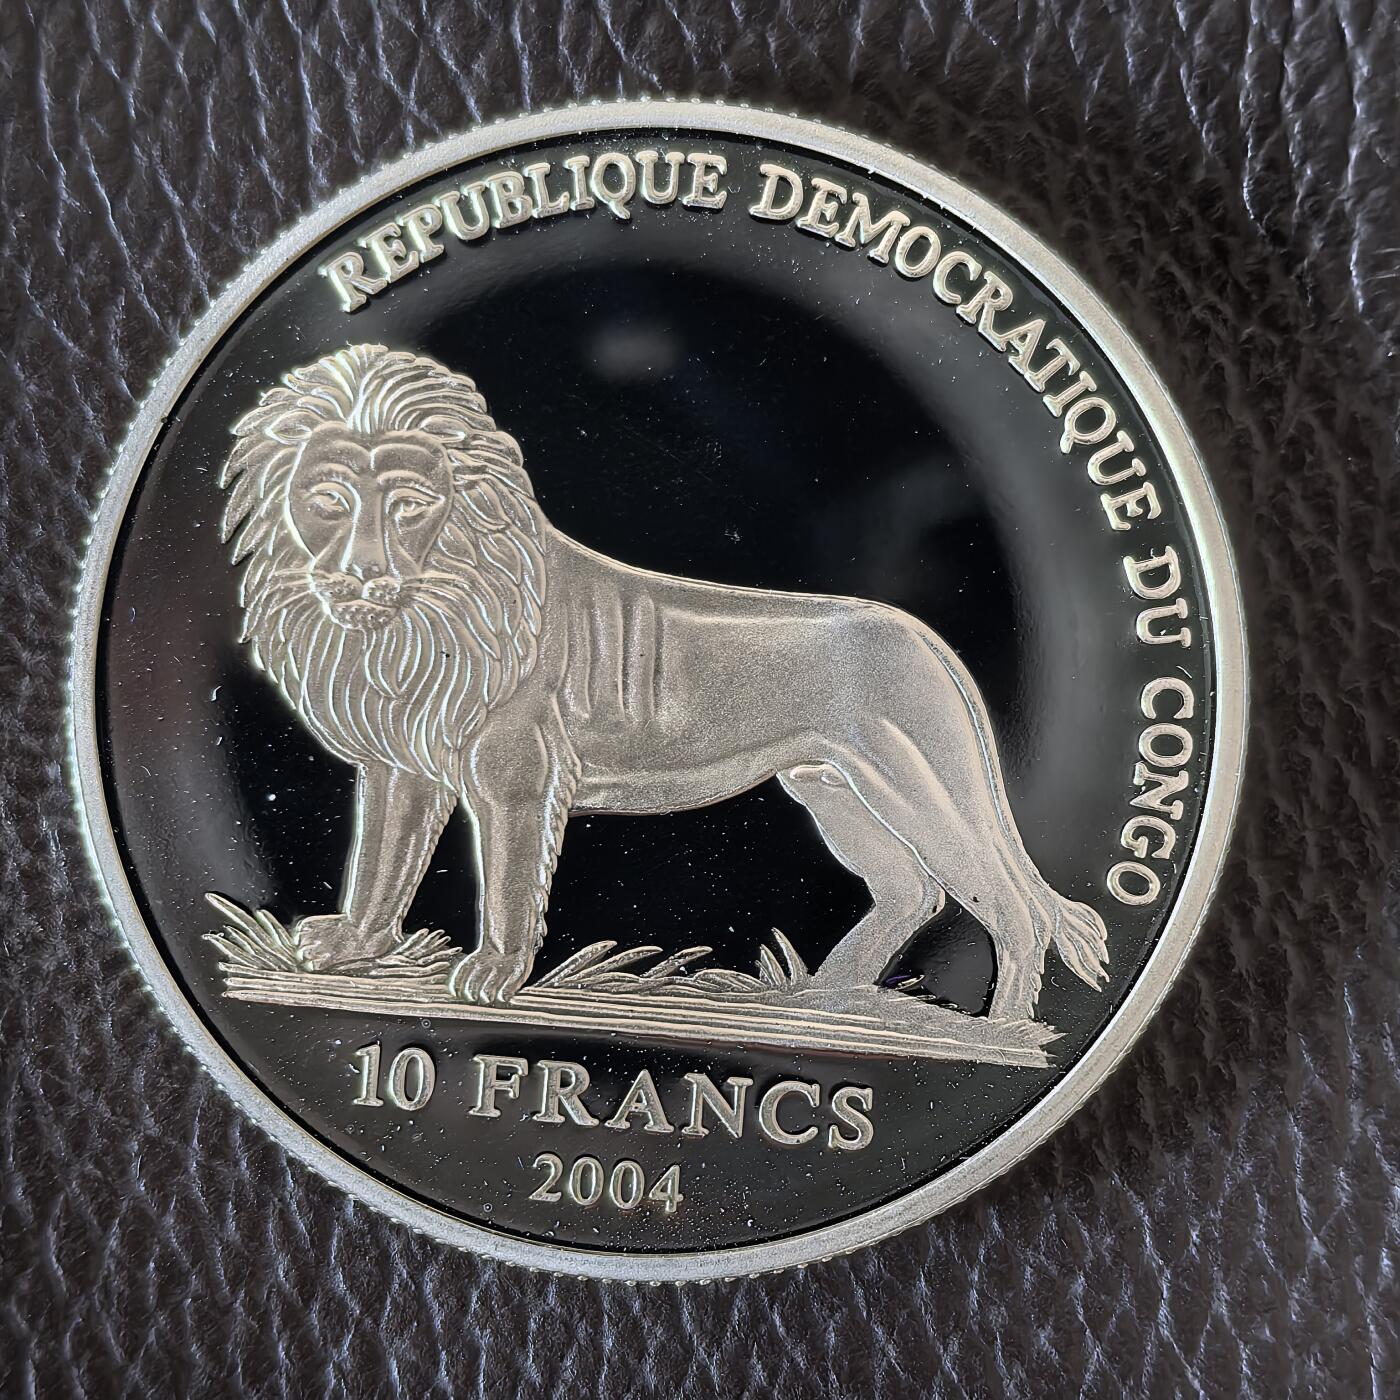 REPUBLIQUE DEMOCRATIQUE DU CONGO
10 FRANCS
2004